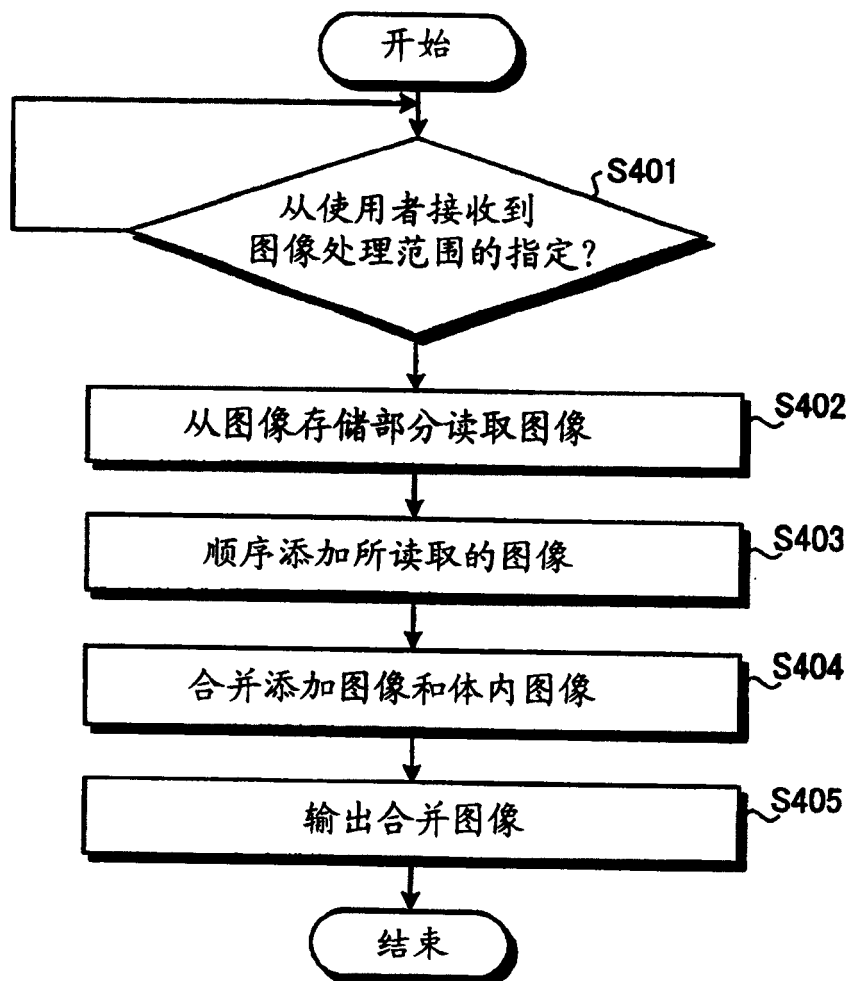 开始
S401
从使用者接收到
图像处理范围的指定?
S402
从图像存储部分读取图像
S403
顺序添加所读取的图像
S404
合并添加图像和体内图像
S405
输出合并图像
结束